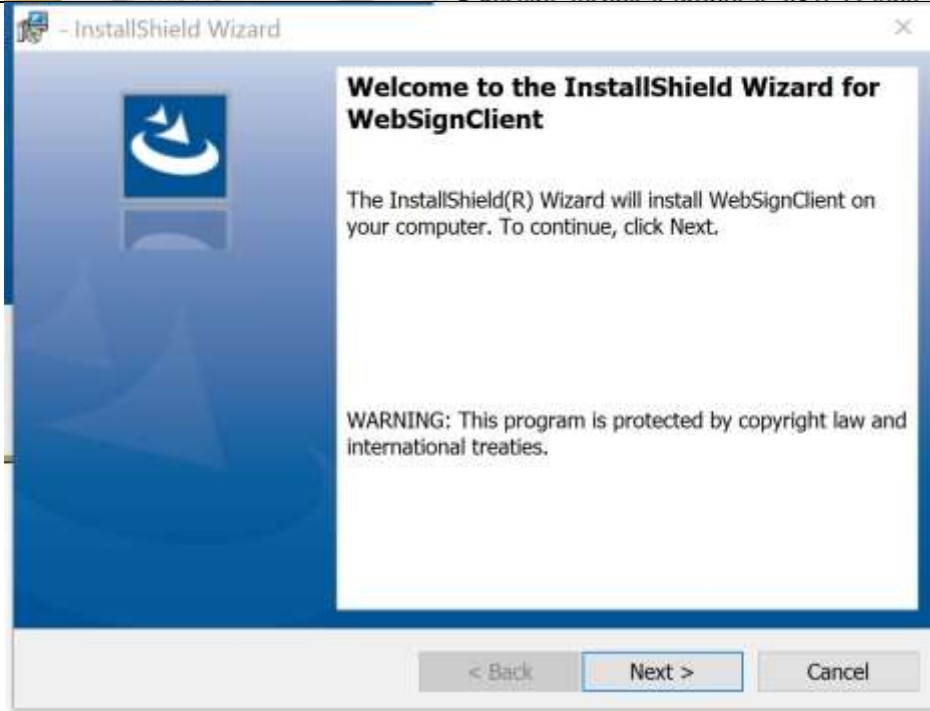 - InstallShield Wizard
Welcome to the InstallShield Wizard for
WebSignClient
The InstallShield(R) Wizard will install WebSignClient on
your computer. To continue, click Next.
WARNING: This program is protected by copyright law and
international treaties.
< Back
Next >
Cancel